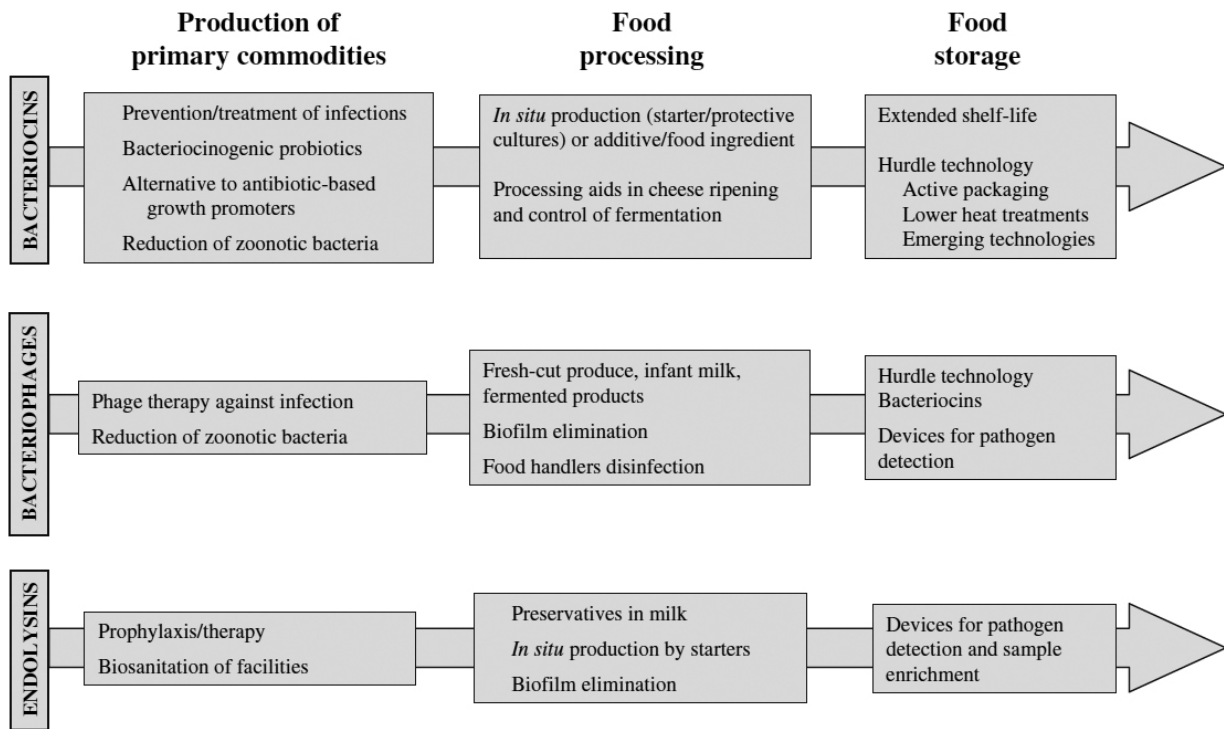 Production of
primary commodities
Food
processing
Food
storage
BACTERIOCINS
Prevention/treatment of infections
Bacteriocinogenic probiotics
Alternative to antibiotic-based
growth promoters
Reduction of zoonotic bacteria
In situ production (starter/protective
cultures) or additive/food ingredient
Processing aids in cheese ripening
and control of fermentation
Extended shelf-life
Hurdle technology
Active packaging
Lower heat treatments
Emerging technologies
BACTERIOPHAGES
Phage therapy against infection
Reduction of zoonotic bacteria
Fresh-cut produce, infant milk,
fermented products
Biofilm elimination
Food handlers disinfection
Hurdle technology
Bacteriocins
Devices for pathogen
detection
ENDOLYSINS
Prophylaxis/therapy
Biosanitation of facilities
Preservatives in milk
In situ production by starters
Biofilm elimination
Devices for pathogen
detection and sample
enrichment